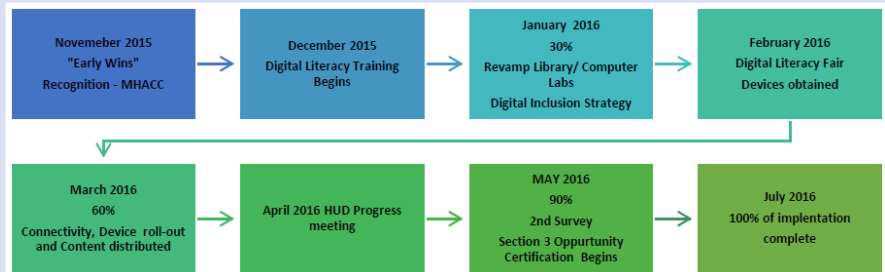 Novemeber 2015
"Early Wins"
Recognition - MHACC
December 2015
Digital Literacy Training
Begins
January 2016
30%
Revamp Library/ Computer
Labs
Digital Inclusion Strategy
February 2016
Digital Literacy Fair
Devices obtained
March 2016
60%
Connectivity, Device roll-out
and Content distributed
April 2016 HUD Progress
meeting
MAY 2016
90%
2nd Survey
Section 3 Oppurtunity
Certification Begins
July 2016
100% of implentation
complete